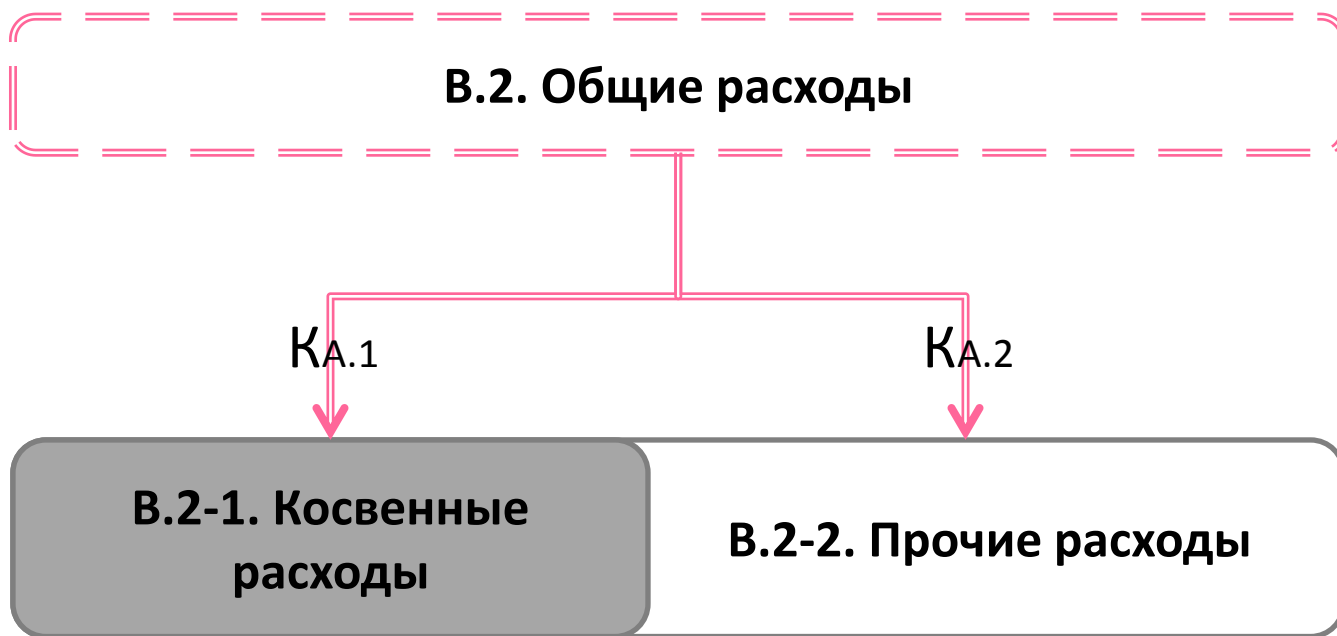 В.2. Общие расходы
КА.1
КА.2
В.2-1. Косвенные
расходы
В.2-2. Прочие расходы